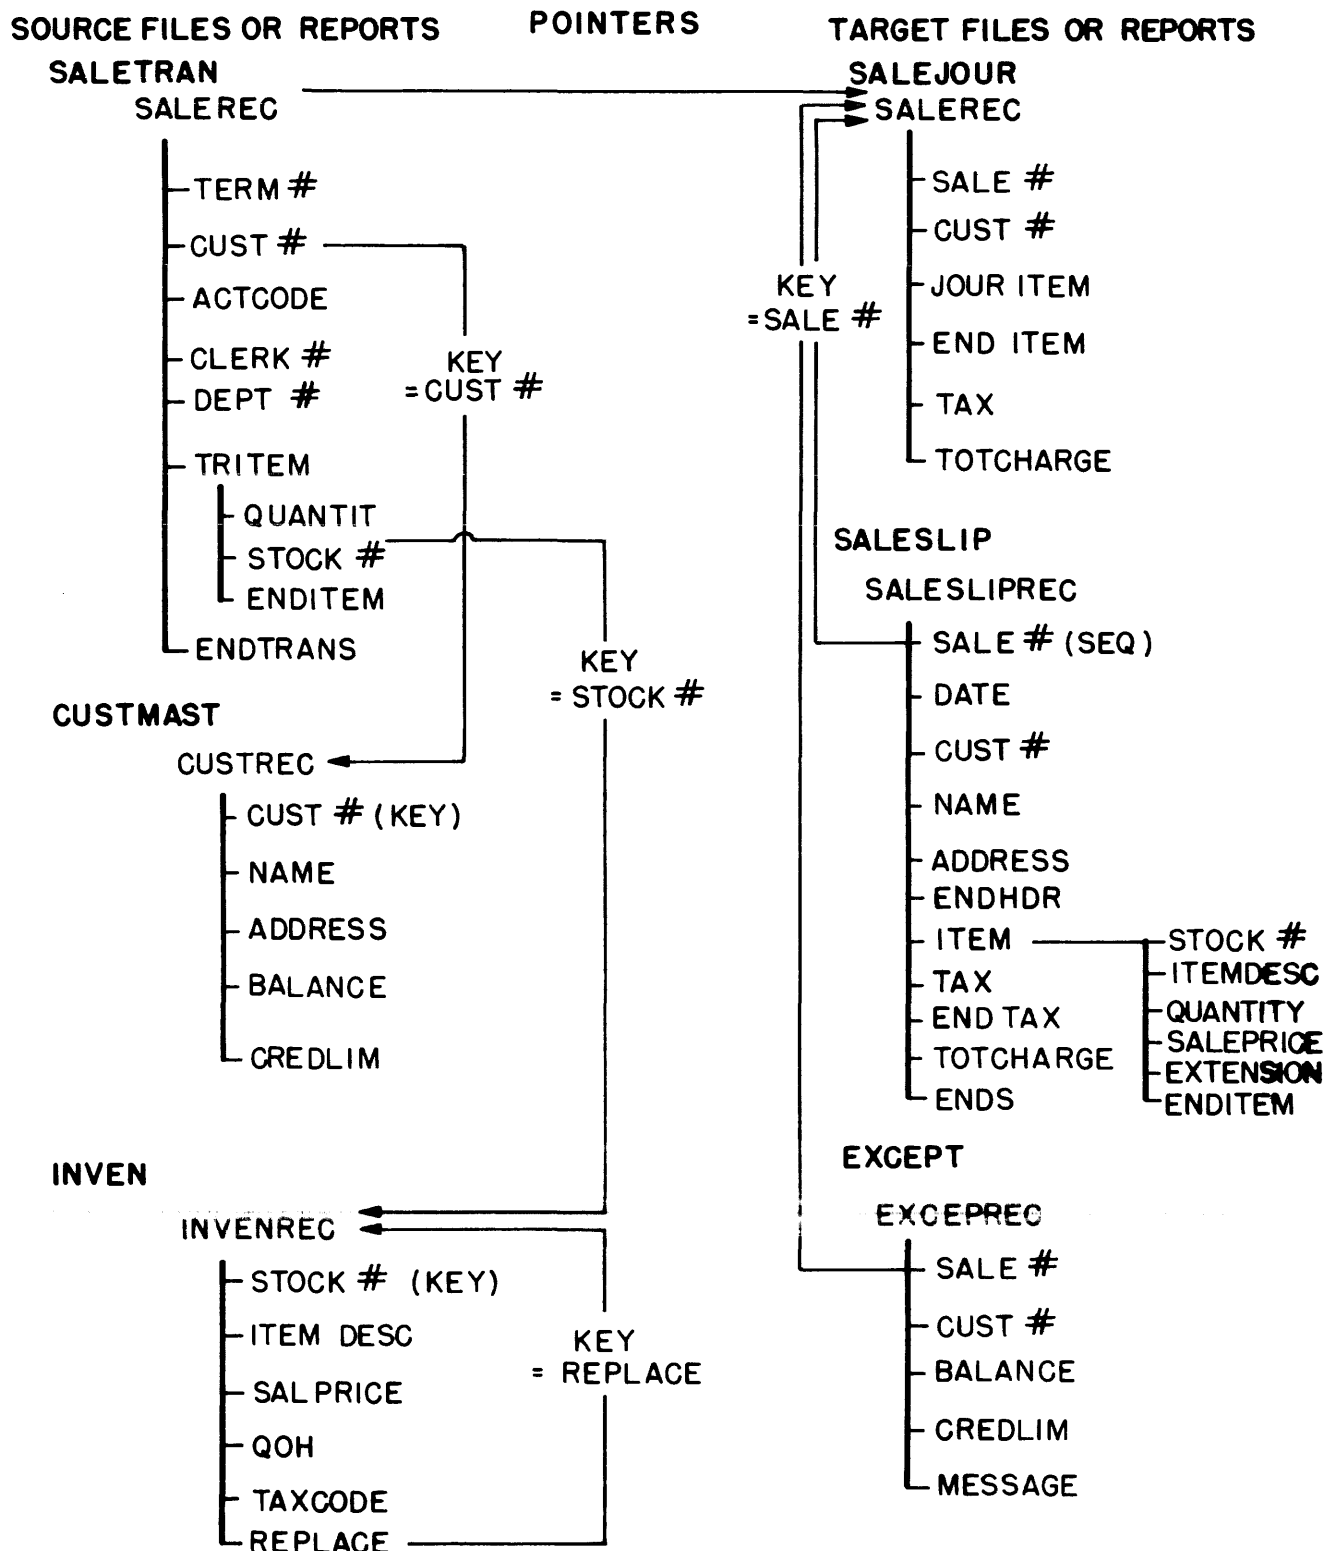 SOURCE FILES OR REPORTS
POINTERS
TARGET FILES OR REPORTS
SALETRAN
SALEREC
TERM #
CUST #
ACTCODE
CLERK #
DEPT #
TRITEM
QUANTIT
STOCK #
ENDITEM
ENDTRANS
CUSTMAST
CUSTREC
CUST # (KEY)
NAME
ADDRESS
BALANCE
CREDLIM
INVEN
INVENREC
STOCK # (KEY)
ITEM DESC
SALPRICE
QOH
TAXCODE
REPLACE
KEY
=CUST #
KEY
= STOCK #
KEY
= REPLACE
KEY
=SALE #
SALEJOUR
SALEREC
SALE #
CUST #
JOUR ITEM
END ITEM
TAX
TOTCHARGE
SALESLIP
SALESLIPREC
SALE # (SEQ)
DATE
CUST #
NAME
ADDRESS
ENDHDR
ITEM
TAX
END TAX
TOTCHARGE
ENDS
STOCK #
ITEMDESC
QUANTITY
SALEPRICE
EXTENSION
ENDITEM
EXCEPT
EXCEPREC
SALE #
CUST #
BALANCE
CREDLIM
MESSAGE